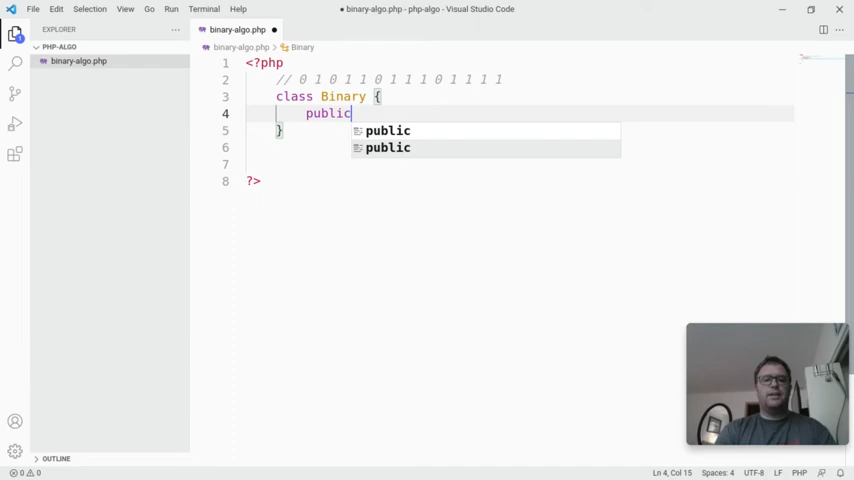 File Edit Selection View Go Run Terminal Help
● binary-algo.php - php-algo - Visual Studio Code
EXPLORER
PHP-ALGO
binary-algo.php
binary-algo.php ●
binary-algo.php > Binary
1 <?php
2 // 0 1 0 1 1 0 1 1 1 0 1 1 1 1
3 class Binary {
4 public
public
public
5 }
6
7
8 ?>
1
OUTLINE
0 0
Ln 4, Col 15 Spaces: 4 UTF-8 LF PHP